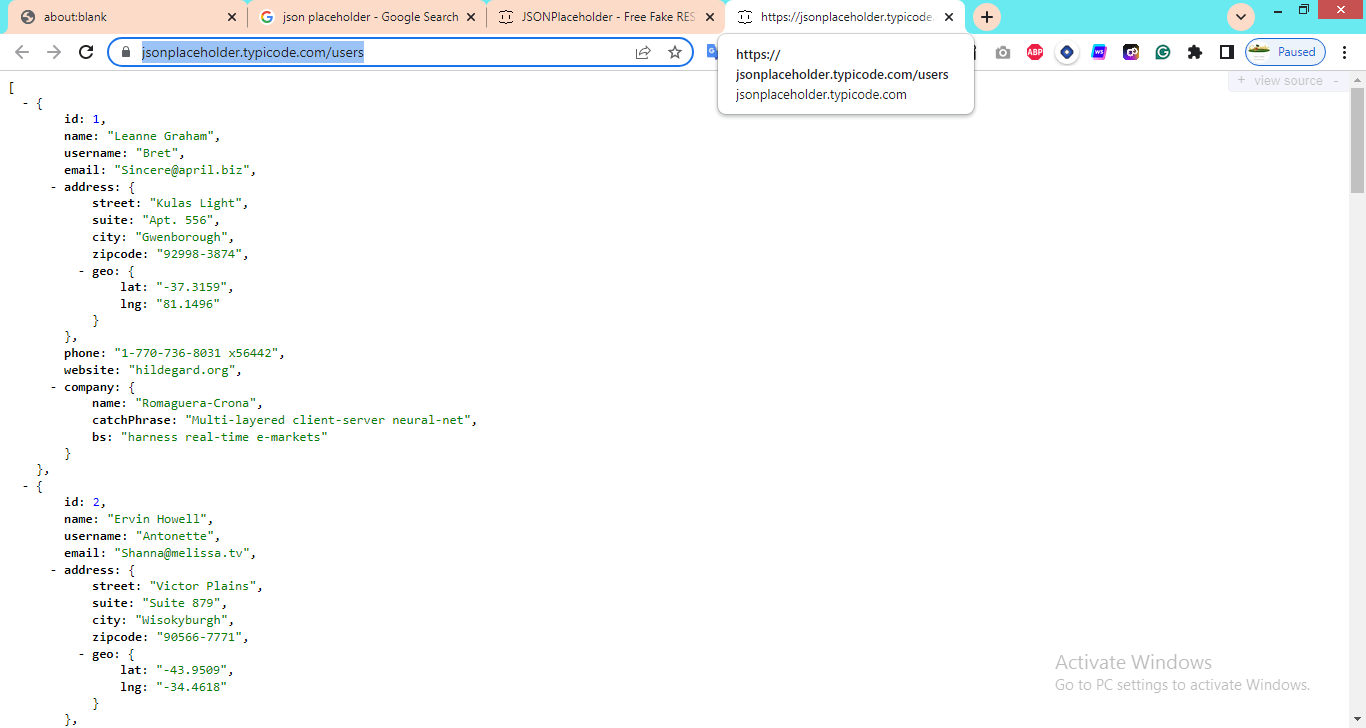 about:blank
json placeholder - Google Search
JSONPlaceholder - Free Fake RES
https://jsonplaceholder.typicode.
jsonplaceholder.typicode.com/users
ABP
WS
Paused
https://
jsonplaceholder.typicode.com/users
jsonplaceholder.typicode.com
+ view source -
[
- {
id: 1,
name: "Leanne Graham",
username: "Bret",
email: "Sincere@april.biz",
- address: {
street: "Kulas Light",
suite: "Apt. 556",
city: "Gwenborough",
zipcode: "92998-3874",
- geo: {
lat: "-37.3159",
lng: "81.1496"
}
},
phone: "1-770-736-8031 x56442",
website: "hildegard.org",
- company: {
name: "Romaguera-Crona",
catchPhrase: "Multi-layered client-server neural-net",
bs: "harness real-time e-markets"
}
},
- {
id: 2,
name: "Ervin Howell",
username: "Antonette",
email: "Shanna@melissa.tv",
- address: {
street: "Victor Plains",
suite: "Suite 879",
city: "Wisokyburgh",
zipcode: "90566-7771",
- geo: {
lat: "-43.9509",
lng: "-34.4618"
}
},
Activate Windows
Go to PC settings to activate Windows.